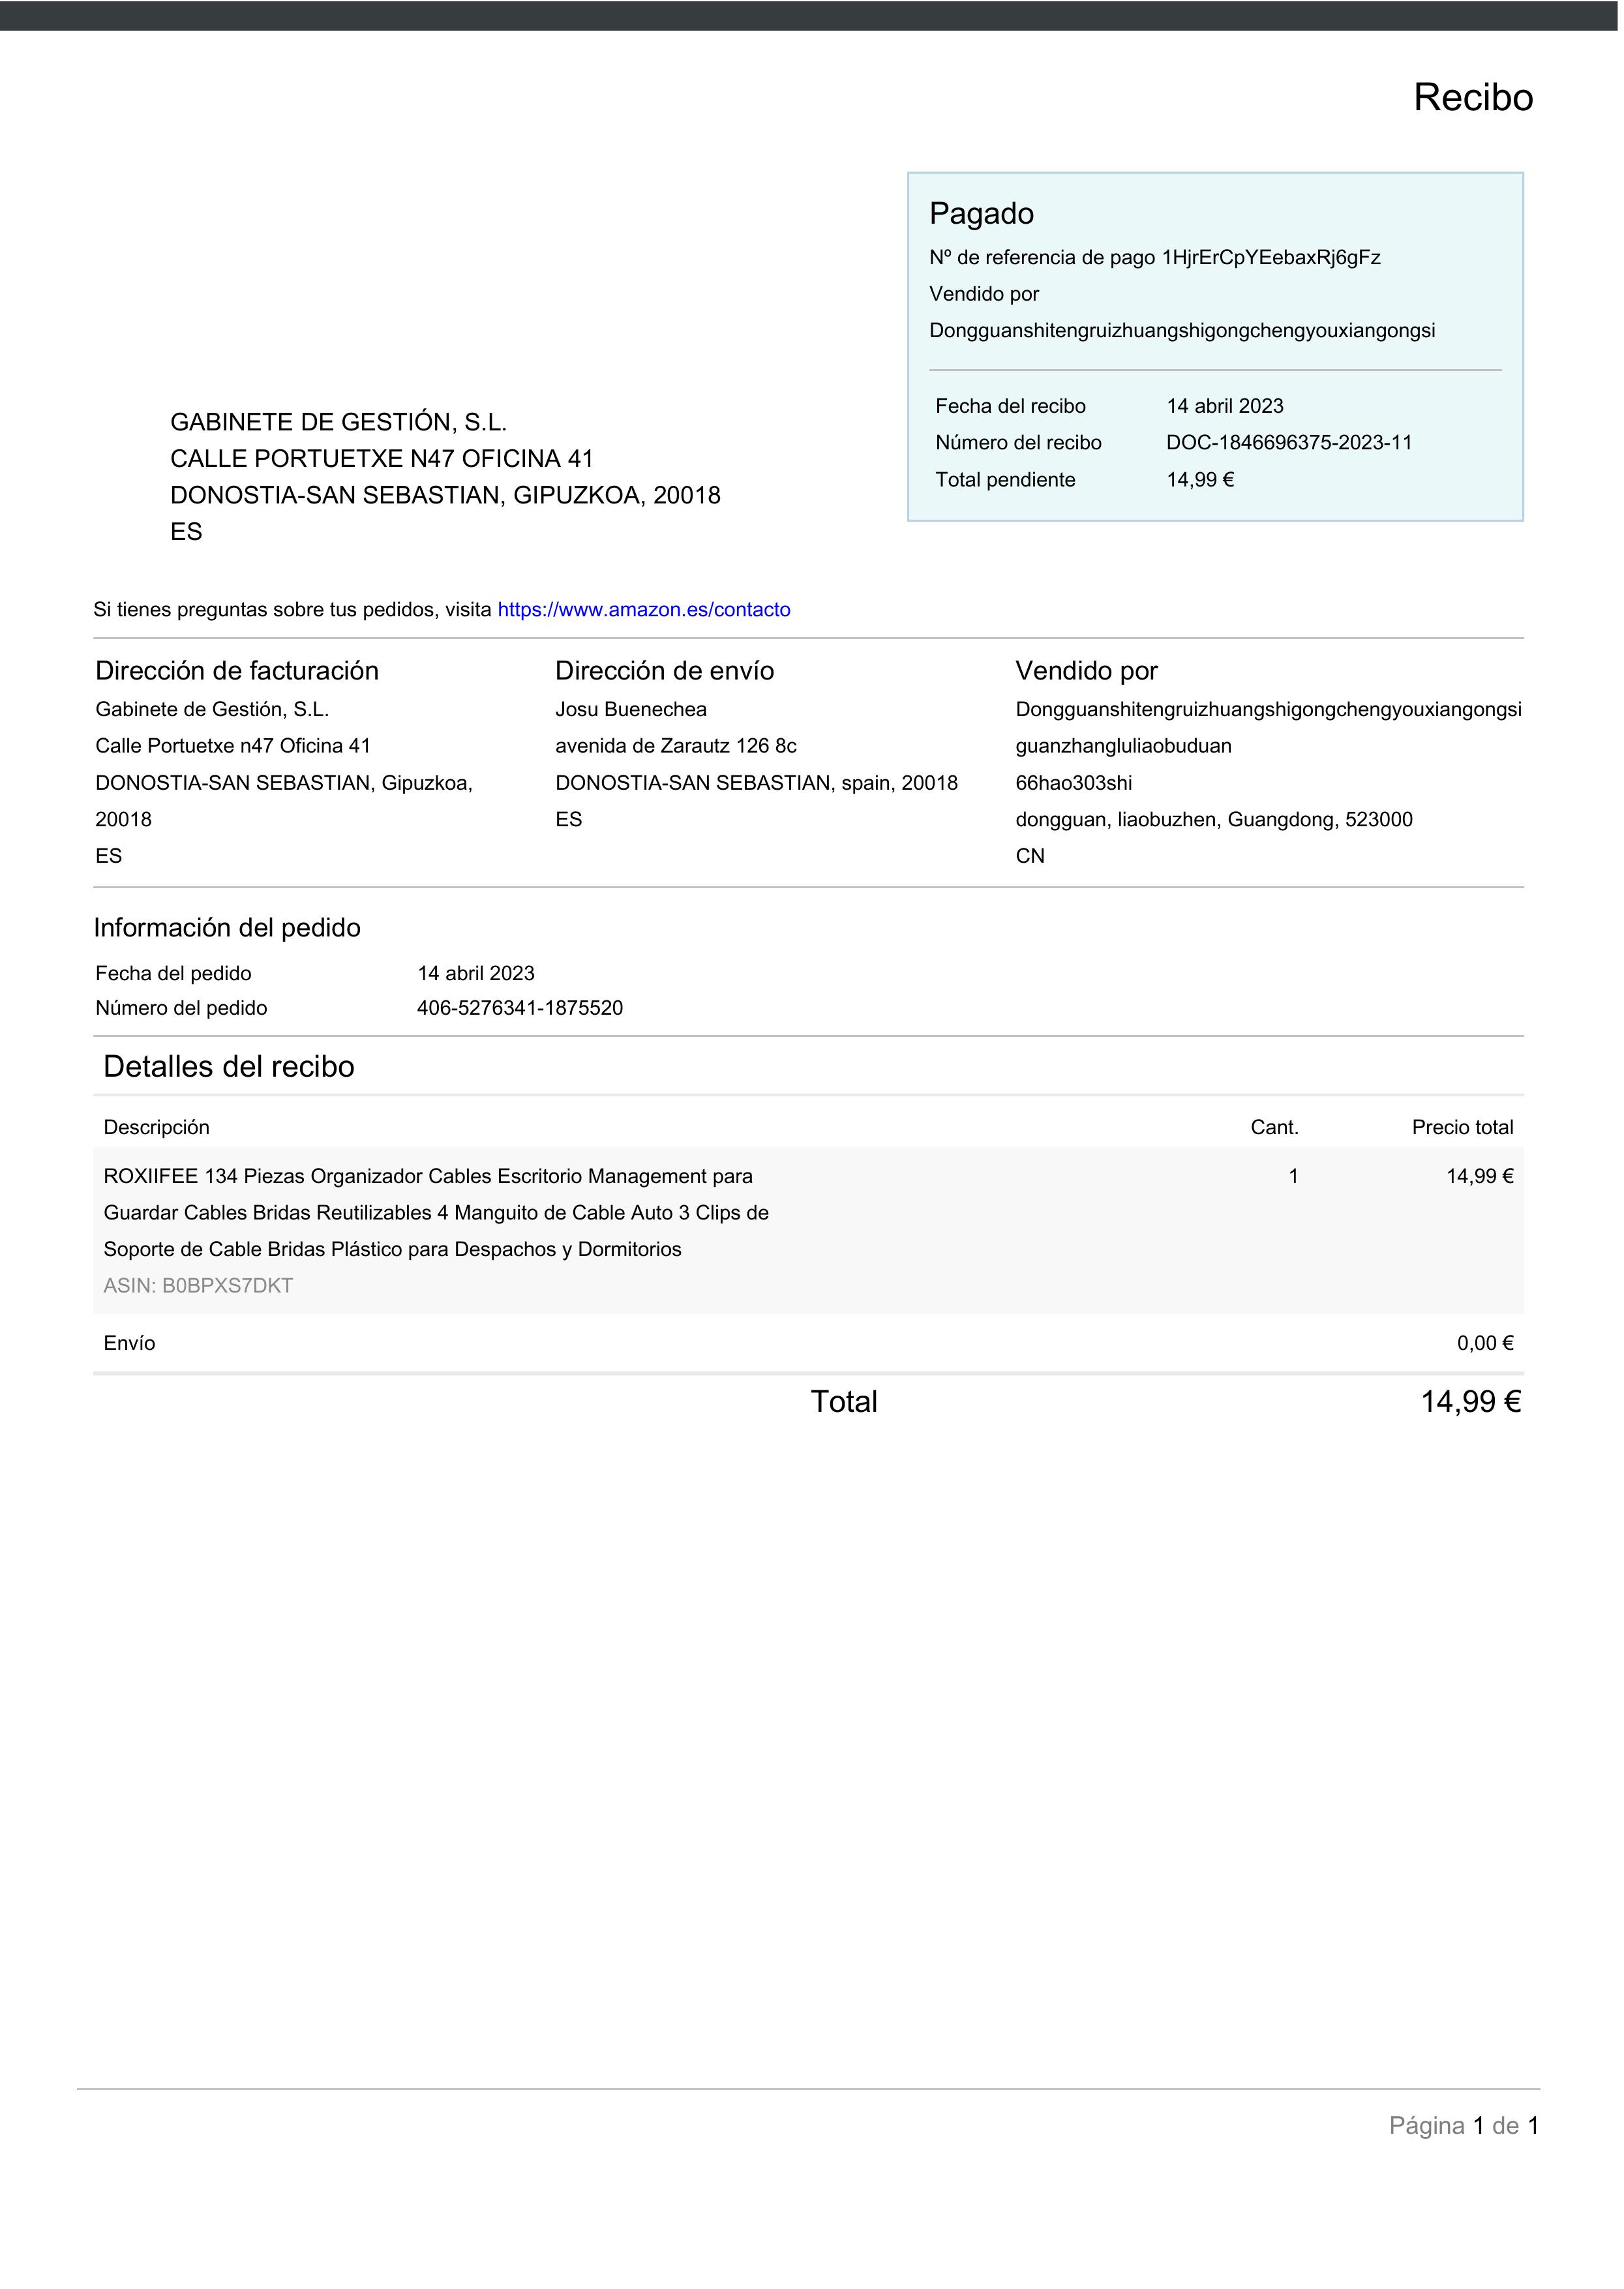 Recibo
Pagado
Nº de referencia de pago 1HjrErCpYEebaxRj6gFz
Vendido por
Dongguanshitengruizhuangshigongchengyouxiangongsi
Fecha del recibo 14 abril 2023
Número del recibo DOC-1846696375-2023-11
Total pendiente 14,99 €
GABINETE DE GESTIÓN, S.L.
CALLE PORTUETXE N47 OFICINA 41
DONOSTIA-SAN SEBASTIAN, GIPUZKOA, 20018
ES
Si tienes preguntas sobre tus pedidos, visita https://www.amazon.es/contacto
Dirección de facturación
Gabinete de Gestión, S.L.
Calle Portuetxe n47 Oficina 41
DONOSTIA-SAN SEBASTIAN, Gipuzkoa,
20018
ES
Dirección de envío
Josu Buenechea
avenida de Zarautz 126 8c
DONOSTIA-SAN SEBASTIAN, spain, 20018
ES
Vendido por
Dongguanshitengruizhuangshigongchengyouxiangongsi
guanzhangluliaobuduan
66hao303shi
dongguan, liaobuzhen, Guangdong, 523000
CN
Información del pedido
Fecha del pedido 14 abril 2023
Número del pedido 406-5276341-1875520
Detalles del recibo
Descripción Cant. Precio total
ROXIIFEE 134 Piezas Organizador Cables Escritorio Management para 1 14,99 €
Guardar Cables Bridas Reutilizables 4 Manguito de Cable Auto 3 Clips de
Soporte de Cable Bridas Plástico para Despachos y Dormitorios
ASIN: B0BPXS7DKT
Envío 0,00 €
Total 14,99 €
Página 1 de 1